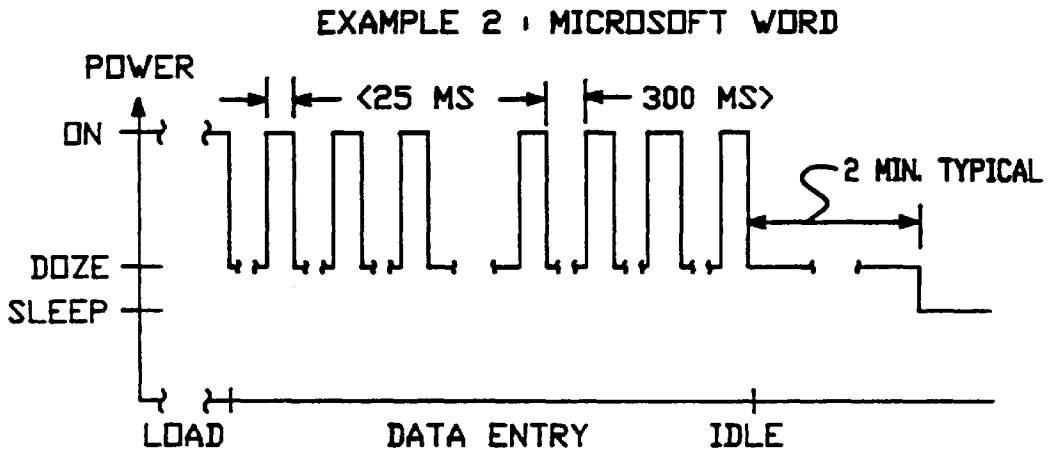 EXAMPLE 2 : MICROSOFT WORD
POWER
<25 MS
300 MS>
ON
2 MIN. TYPICAL
DOZE
SLEEP
LOAD
DATA ENTRY
IDLE